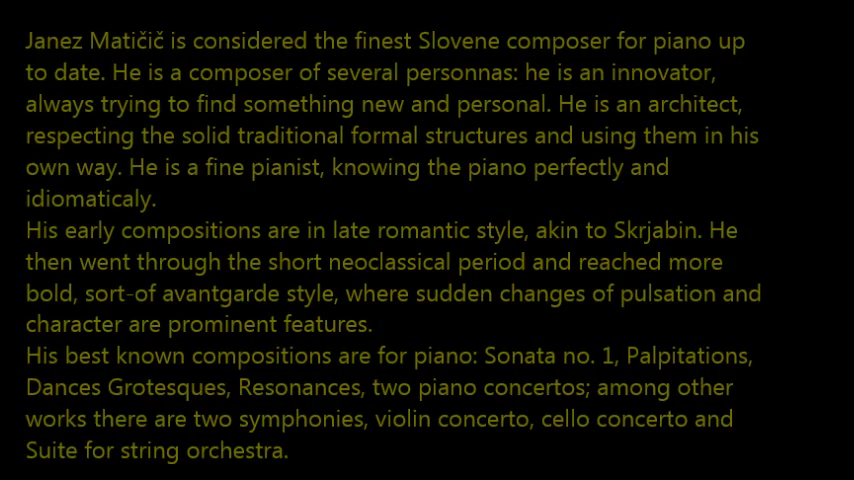 Janez Matičič is considered the finest Slovene composer for piano up
to date. He is a composer of several personnas: he is an innovator,
always trying to find something new and personal. He is an architect,
respecting the solid traditional formal structures and using them in his
own way. He is a fine pianist, knowing the piano perfectly and
idiomaticaly.
His early compositions are in late romantic style, akin to Skrjabin. He
then went through the short neoclassical period and reached more
bold, sort-of avantgarde style, where sudden changes of pulsation and
character are prominent features.
His best known compositions are for piano: Sonata no. 1, Palpitations,
Dances Grotesques, Resonances, two piano concertos; among other
works there are two symphonies, violin concerto, cello concerto and
Suite for string orchestra.